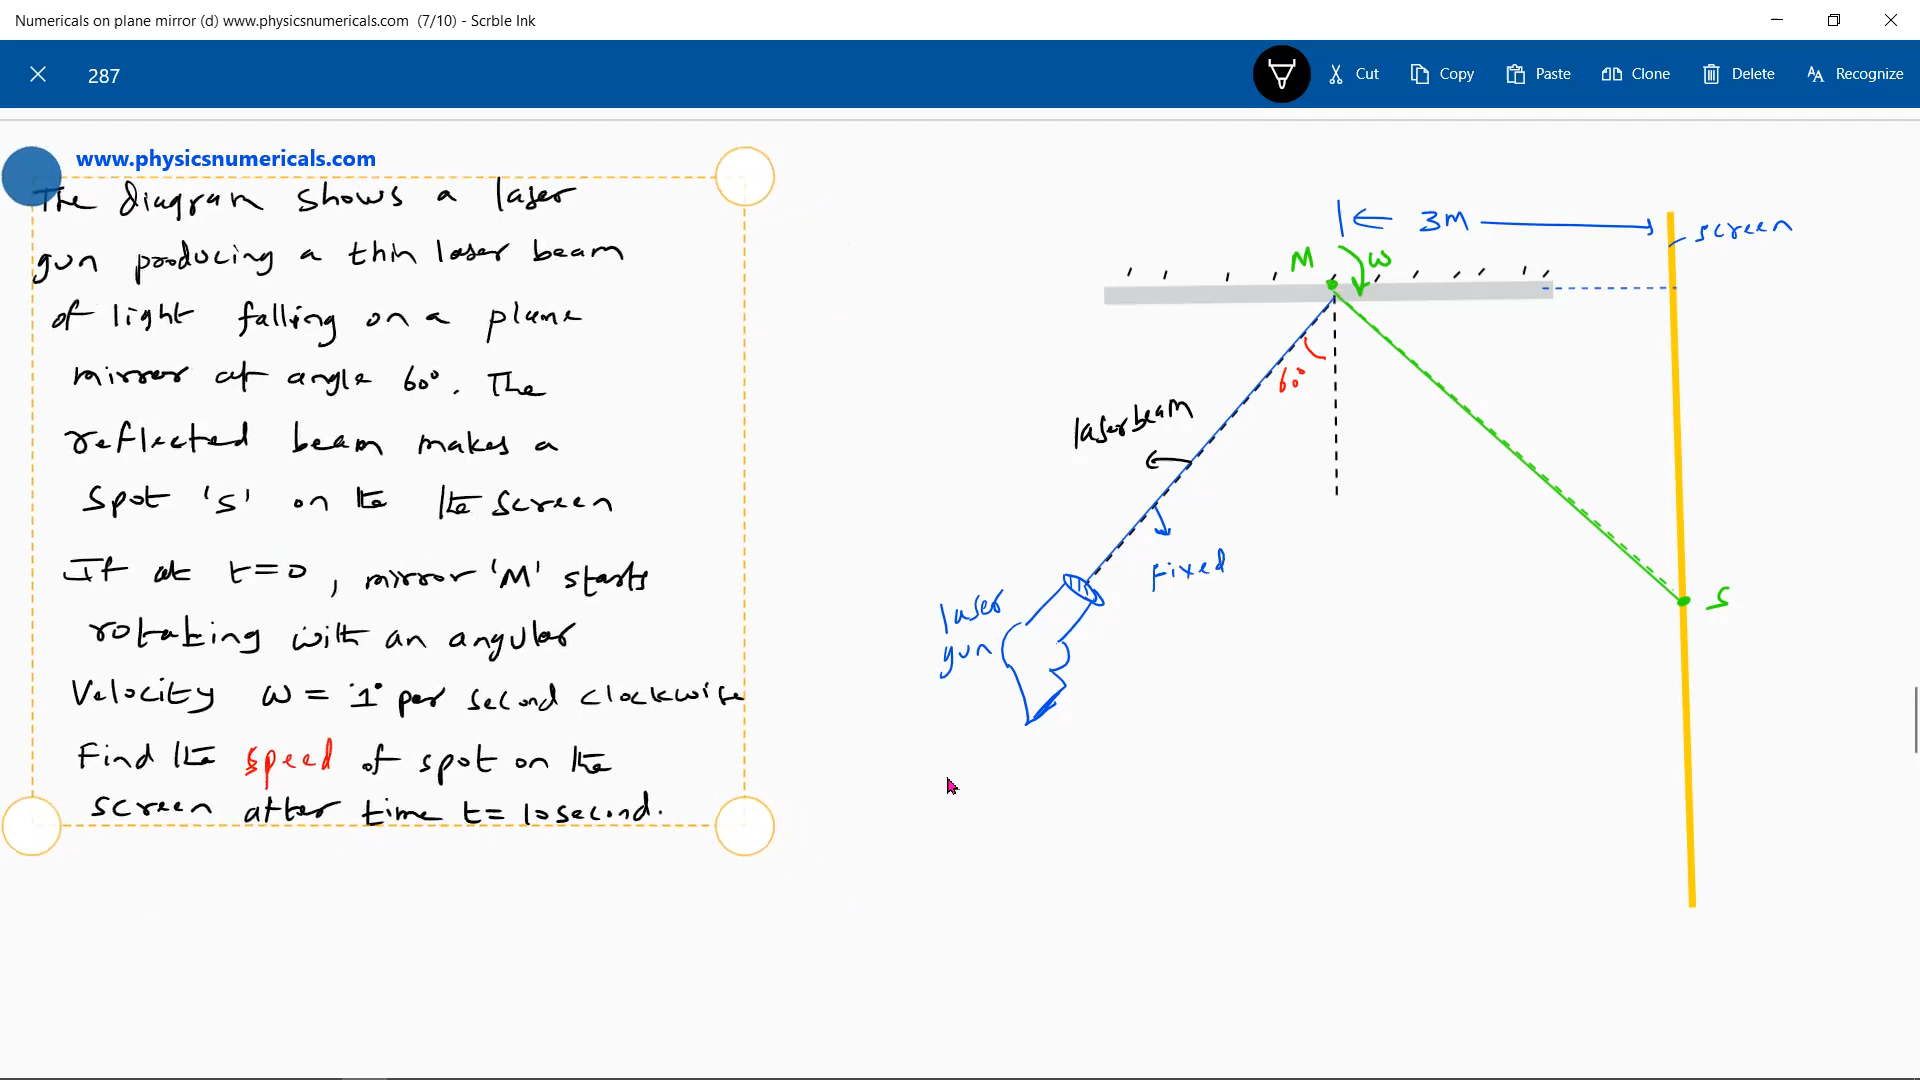 Numericals on plane mirror (d) www.physicsnumericals.com (7/10) - Scrble Ink
287
Cut
Copy
Paste
Clone
Delete
Recognize
www.physicsnumericals.com
The diagram shows a laser
gun producing a thin laser beam
of light falling on a plane
mirror at angle 60°. The
reflected beam makes a
spot 's' on the the screen
If at t=0, mirror 'M' starts
rotating with an angular
Velocity ω = 1° per second clockwise
Find the speed of spot on the
screen after time t= 10second.
3M
screen
M
ω
60°
laser beam
Fixed
laser
gun
S